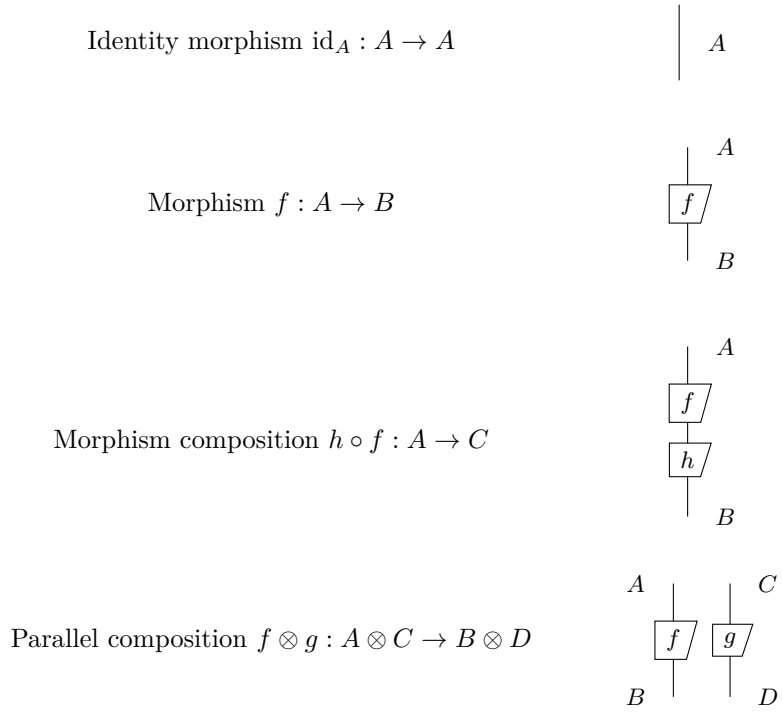 Identity morphism id_A : A → A
A
A
Morphism f : A → B
f
B
A
f
Morphism composition h ∘ f : A → C
h
B
A C
Parallel composition f ⊗ g : A ⊗ C → B ⊗ D
f g
B D